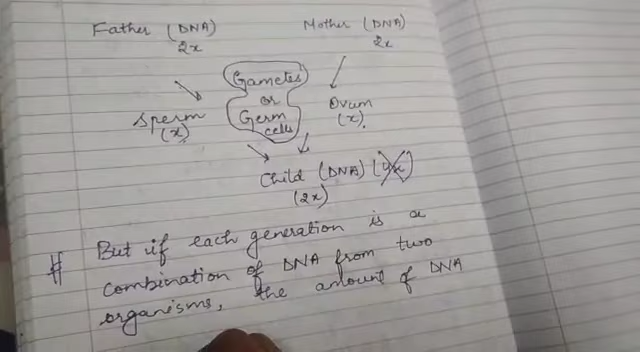 Father (DNA) Mother (DNA)
2x 2x
Gametes
or
Germ
cells
Sperm Ovum
(x) (x)
Child (DNA) (4x)
(2x)
# But if each generation is a
combination of DNA from two
organisms, the amount of DNA